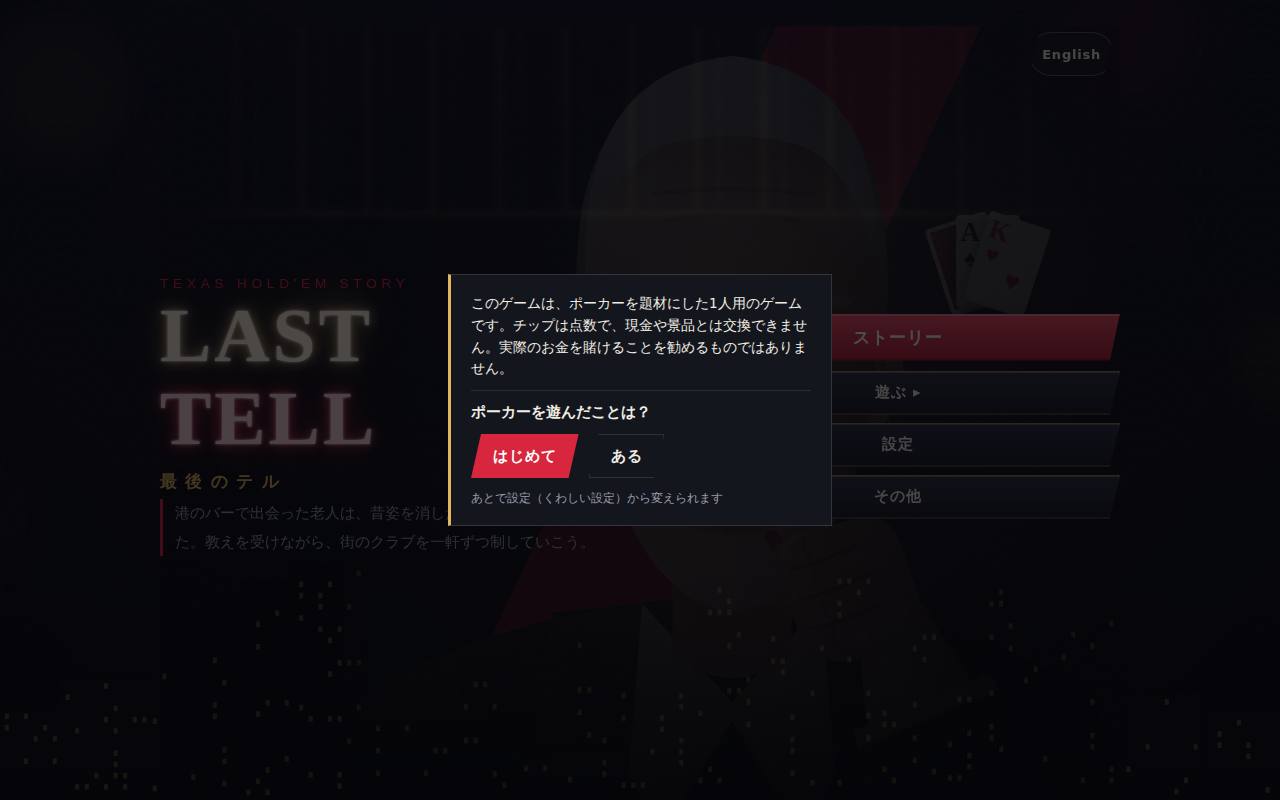 English
A
K
TEXAS HOLD'EM STORY
LAST
TELL
最後のテル
港のバーで出会った老人は、昔姿を消し
た。教えを受けながら、街のクラブを一軒ずつ制していこう。
このゲームは、ポーカーを題材にした1人用のゲーム
です。チップは点数で、現金や景品とは交換できませ
ん。実際のお金を賭けることを勧めるものではありま
せん。
ポーカーを遊んだことは？
はじめて
ある
あとで設定（くわしい設定）から変えられます
ストーリー
遊ぶ ▸
設定
その他